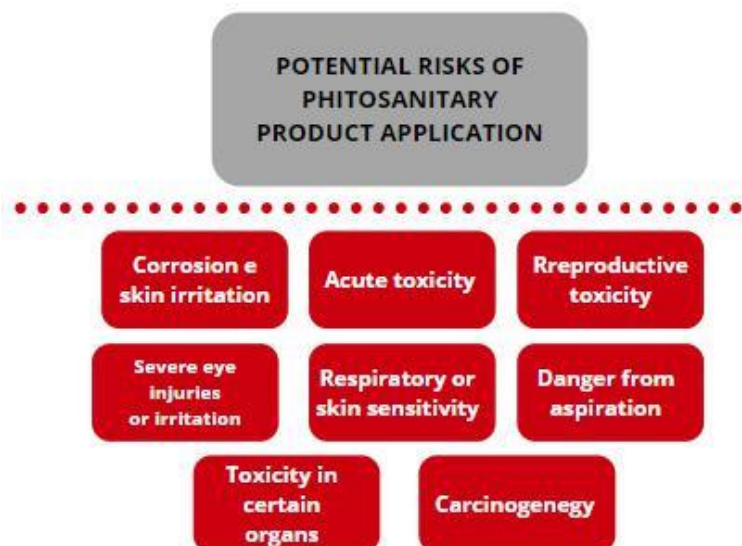 POTENTIAL RISKS OF
PHITOSANITARY
PRODUCT APPLICATION
Corrosion e
skin irritation
Acute toxicity
Rreproductive
toxicity
Severe eye
injuries
or irritation
Respiratory or
skin sensitivity
Danger from
aspiration
Toxicity in
certain
organs
Carcinogenegy